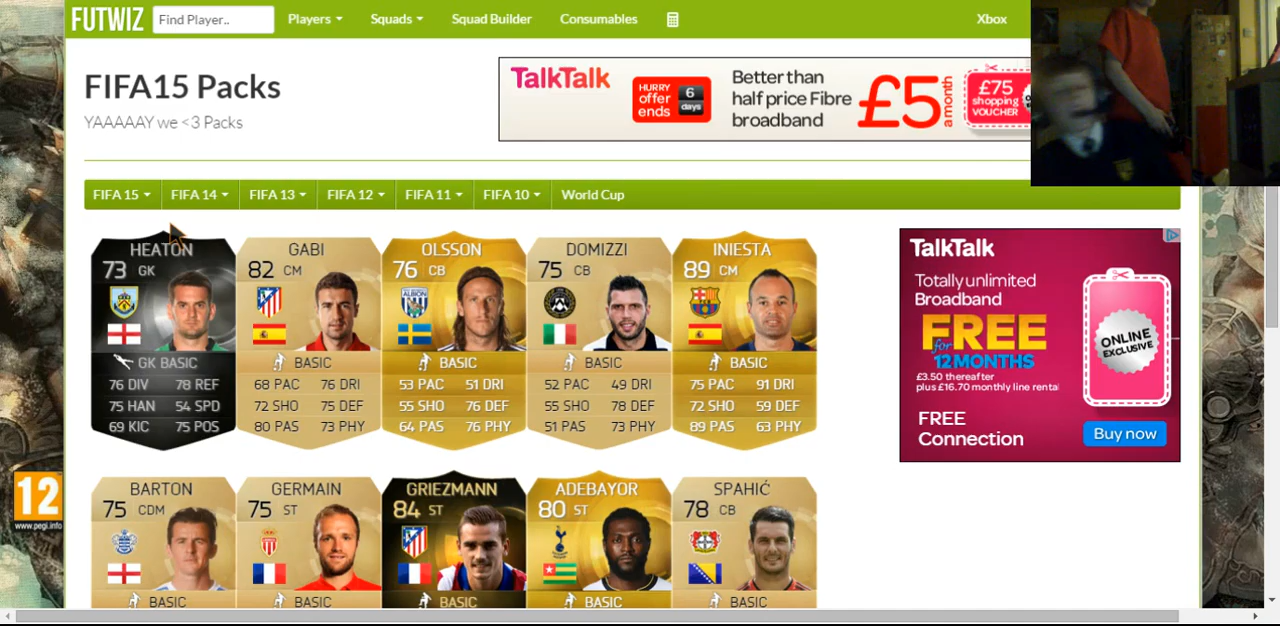 FUTWIZ Find Player.. Players Squads Squad Builder Consumables Xbox
FIFA15 Packs
YAAAAAY we <3 Packs
TalkTalk
HURRY
offer
ends
6
days
Better than
half price Fibre
broadband
£5
a month
£75
shopping
VOUCHER
FIFA 15 FIFA 14 FIFA 13 FIFA 12 FIFA 11 FIFA 10 World Cup
HEATON
73 GK
GK BASIC
76 DIV 78 REF
75 HAN 54 SPD
69 KIC 75 POS
GABI
82 CM
BASIC
68 PAC 76 DRI
72 SHO 75 DEF
80 PAS 73 PHY
OLSSON
76 CB
ALBION
BASIC
53 PAC 51 DRI
55 SHO 76 DEF
64 PAS 76 PHY
DOMIZZI
75 CB
BASIC
52 PAC 49 DRI
55 SHO 78 DEF
51 PAS 73 PHY
INIESTA
89 CM
BASIC
75 PAC 91 DRI
72 SHO 59 DEF
89 PAS 63 PHY
TalkTalk
Totally unlimited
Broadband
FREE
for
12 MONTHS
£3.50 thereafter
plus £16.70 monthly line rental
FREE
Connection
ONLINE
EXCLUSIVE
Buy now
12
www.pegi.info
BARTON
75 CDM
BASIC
GERMAIN
75 ST
BASIC
GRIEZMANN
84 ST
BASIC
ADEBAYOR
80 ST
BASIC
SPAHIĆ
78 CB
BASIC